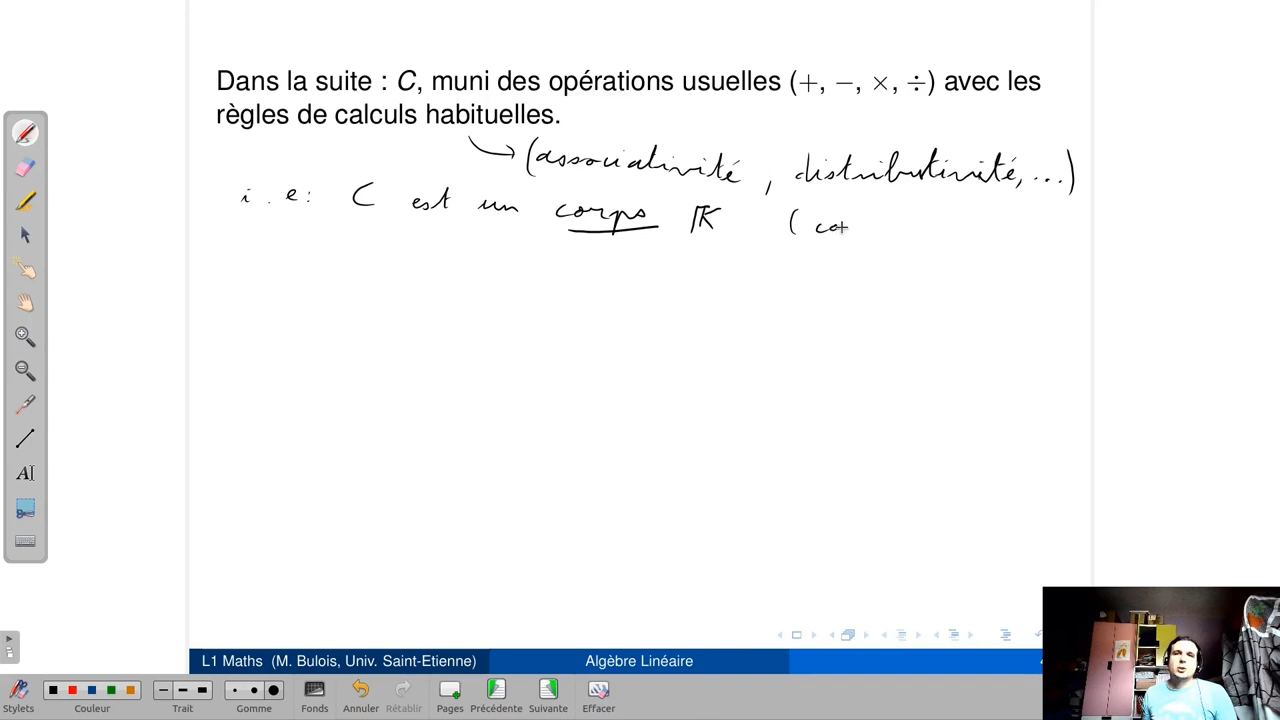 Dans la suite : C, muni des opérations usuelles (+, −, ×, ÷) avec les
règles de calculs habituelles.
(associativité, distributivité, ...)
i.e: C est un corps K (co
AI
L1 Maths (M. Bulois, Univ. Saint-Etienne) Algèbre Linéaire
Stylets Couleur Trait Gomme Fonds Annuler Rétablir Pages Précédente Suivante Effacer